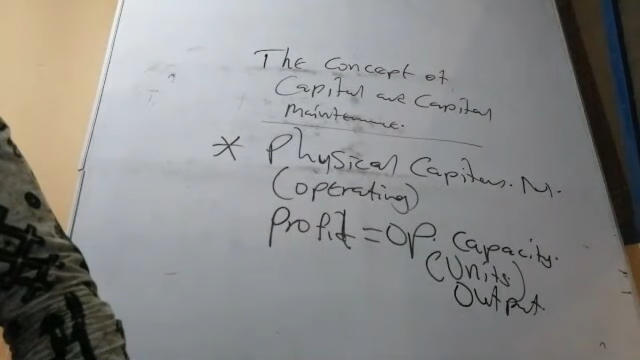 The Concept of
Capital and Capital
Maintenance.
* Physical Capital. M.
(operating)
Profit = OP. Capacity.
(Units)
Output.